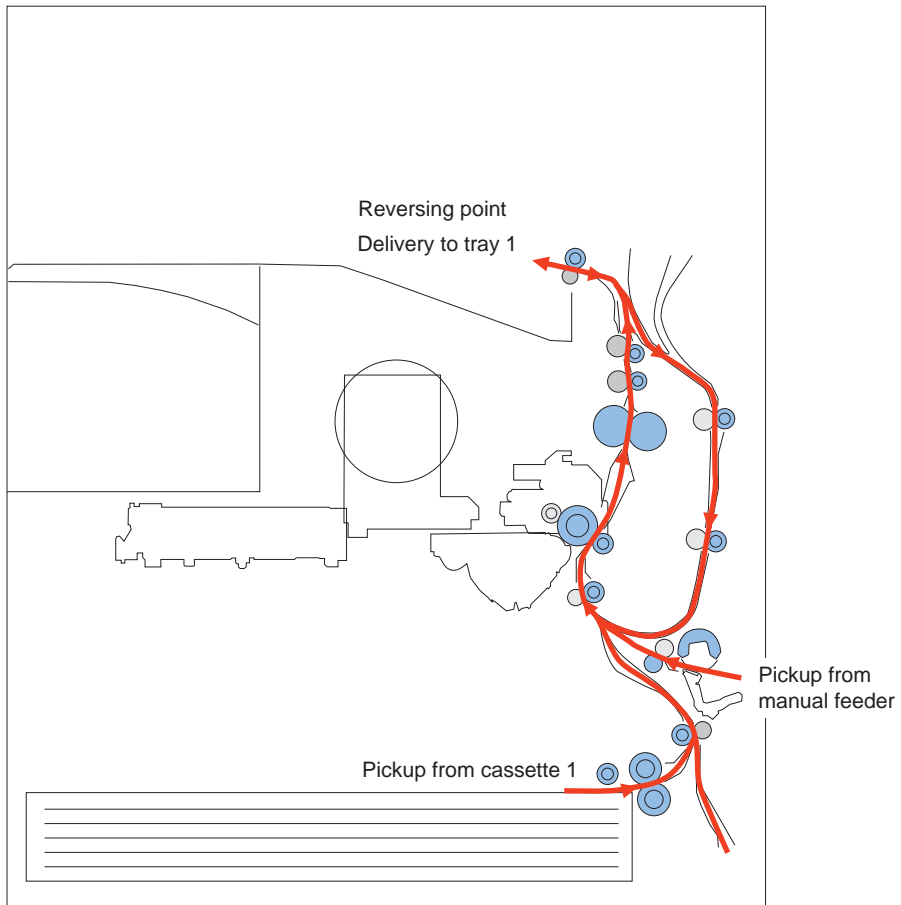 Reversing point
Delivery to tray 1
Pickup from
manual feeder
Pickup from cassette 1